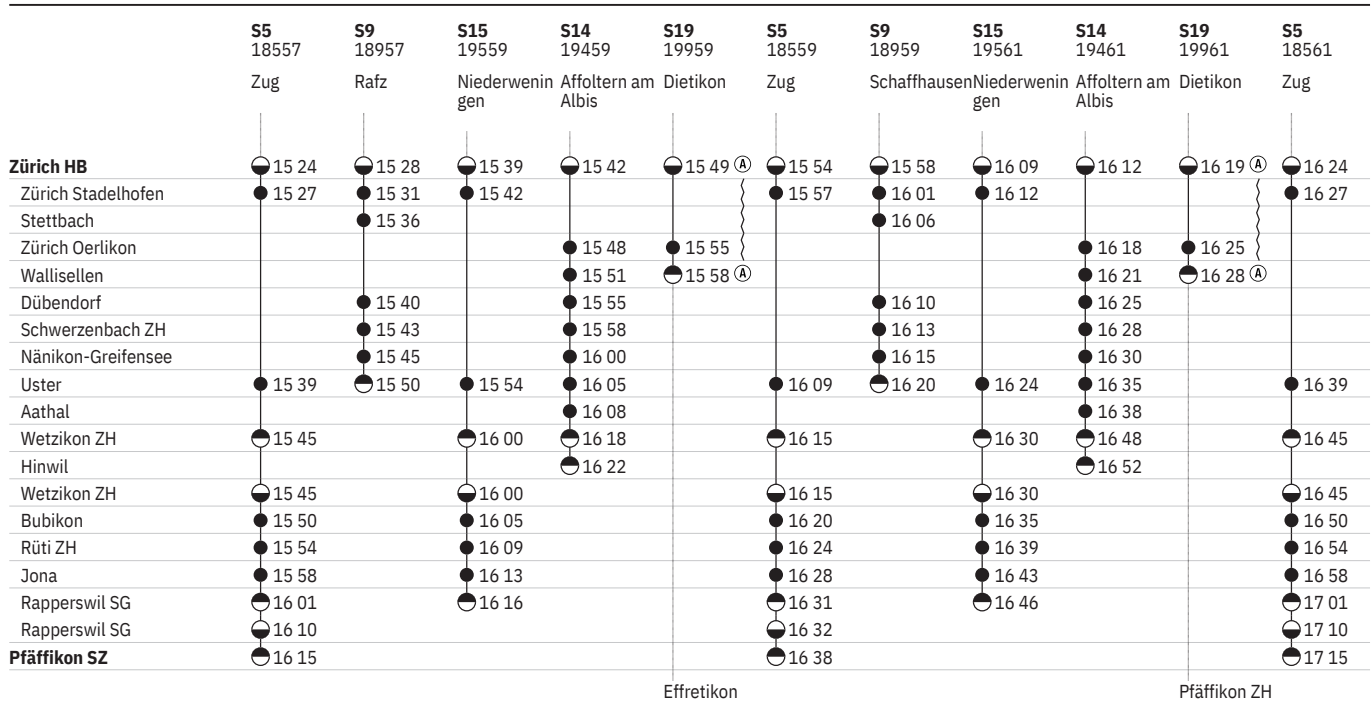 S5 S9 S15 S14 S19 S5 S9 S15 S14 S19 S5
18557 18957 19559 19459 19959 18559 18959 19561 19461 19961 18561
Zug Rafz Niederwenin Affoltern am Dietikon Zug Schaffhausen Niederwenin Affoltern am Dietikon Zug
gen Albis gen Albis
Zürich HB 15 24 15 28 15 39 15 42 15 49 A 15 54 15 58 16 09 16 12 16 19 A 16 24
Zürich Stadelhofen 15 27 15 31 15 42 15 57 16 01 16 12 16 27
Stettbach 15 36 16 06
Zürich Oerlikon 15 48 15 55 16 18 16 25
Wallisellen 15 51 15 58 A 16 21 16 28 A
Dübendorf 15 40 15 55 16 10 16 25
Schwerzenbach ZH 15 43 15 58 16 13 16 28
Nänikon-Greifensee 15 45 16 00 16 15 16 30
Uster 15 39 15 50 15 54 16 05 16 09 16 20 16 24 16 35 16 39
Aathal 16 08 16 38
Wetzikon ZH 15 45 16 00 16 18 16 15 16 30 16 48 16 45
Hinwil 16 22 16 52
Wetzikon ZH 15 45 16 00 16 15 16 30 16 45
Bubikon 15 50 16 05 16 20 16 35 16 50
Rüti ZH 15 54 16 09 16 24 16 39 16 54
Jona 15 58 16 13 16 28 16 43 16 58
Rapperswil SG 16 01 16 16 16 31 16 46 17 01
Rapperswil SG 16 10 16 32 17 10
Pfäffikon SZ 16 15 16 38 17 15
Effretikon Pfäffikon ZH